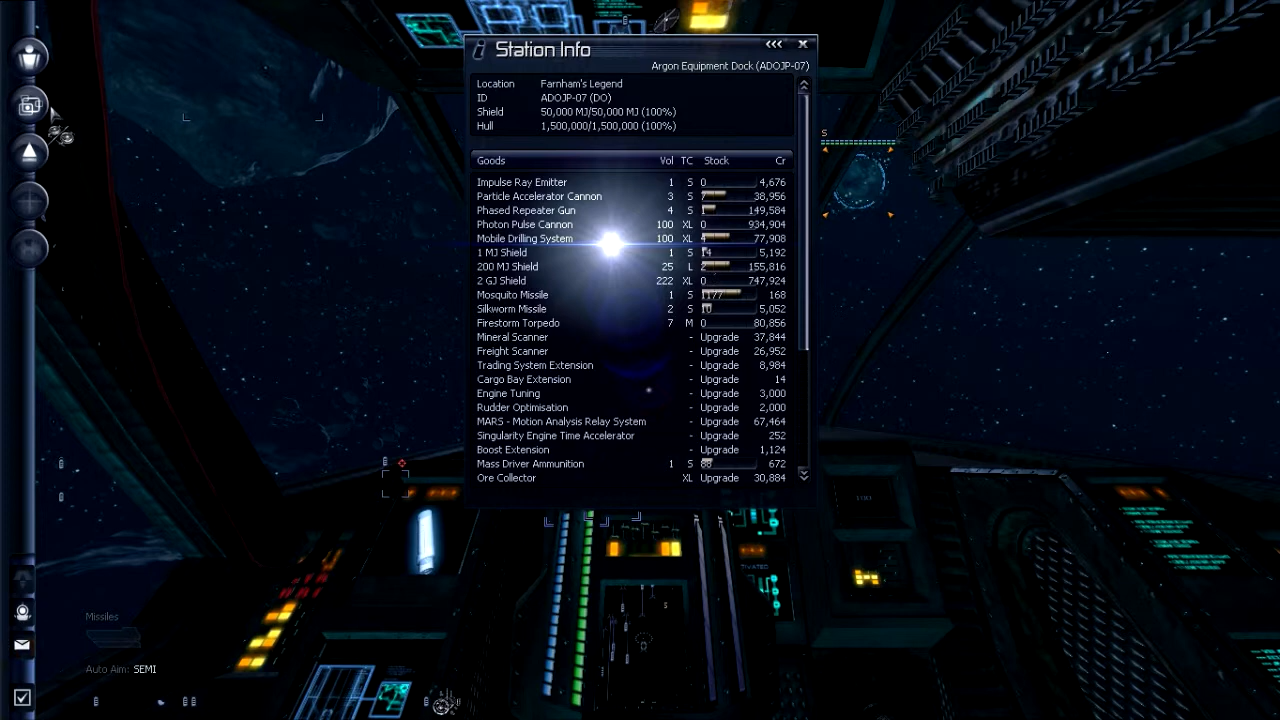 Station Info
Argon Equipment Dock (ADOJP-07)
Location Farnham's Legend
ID ADOJP-07 (DO)
Shield 50,000 MJ/50,000 MJ (100%)
Hull 1,500,000/1,500,000 (100%)
Goods Vol TC Stock Cr
Impulse Ray Emitter 1 S 0 4,676
Particle Accelerator Cannon 3 S 7 38,956
Phased Repeater Gun 4 S 1 149,584
Photon Pulse Cannon 100 XL 0 934,904
Mobile Drilling System 100 XL 4 77,908
1 MJ Shield 1 S 14 5,192
200 MJ Shield 25 L 2 155,816
2 GJ Shield 222 XL 0 747,924
Mosquito Missile 1 S 1177 168
Silkworm Missile 2 S 10 5,052
Firestorm Torpedo 7 M 0 80,856
Mineral Scanner - Upgrade 37,844
Freight Scanner - Upgrade 26,952
Trading System Extension - Upgrade 8,984
Cargo Bay Extension - Upgrade 14
Engine Tuning - Upgrade 3,000
Rudder Optimisation - Upgrade 2,000
MARS - Motion Analysis Relay System - Upgrade 67,464
Singularity Engine Time Accelerator - Upgrade 252
Boost Extension - Upgrade 1,124
Mass Driver Ammunition 1 S 88 672
Ore Collector XL Upgrade 30,884
S
Missiles
Auto Aim: SEMI